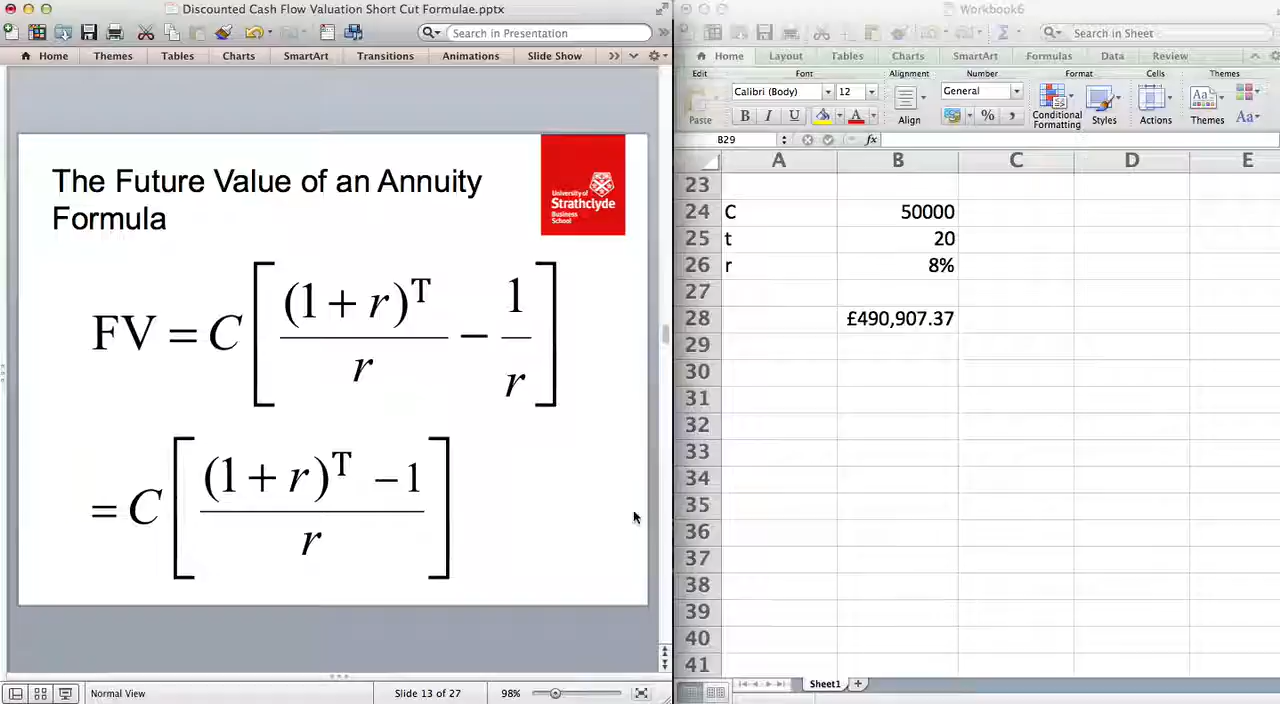 Discounted Cash Flow Valuation Short Cut Formulae.pptx
Search in Presentation
Home Themes Tables Charts SmartArt Transitions Animations Slide Show
The Future Value of an Annuity
Formula
University of
Strathclyde
Business
School
FV = C [ (1 + r)^T / r − 1 / r ]
= C [ ((1 + r)^T − 1) / r ]
Normal View Slide 13 of 27 98%
Workbook6
Search in Sheet
Home Layout Tables Charts SmartArt Formulas Data Review
Edit Font Alignment Number Format Cells Themes
Calibri (Body) 12 General
Paste B I U A Align % , Conditional Formatting Styles Actions Themes Aa
B29 fx
A B C D E
23
24 C 50000
25 t 20
26 r 8%
27
28 £490,907.37
29
30
31
32
33
34
35
36
37
38
39
40
41
Sheet1